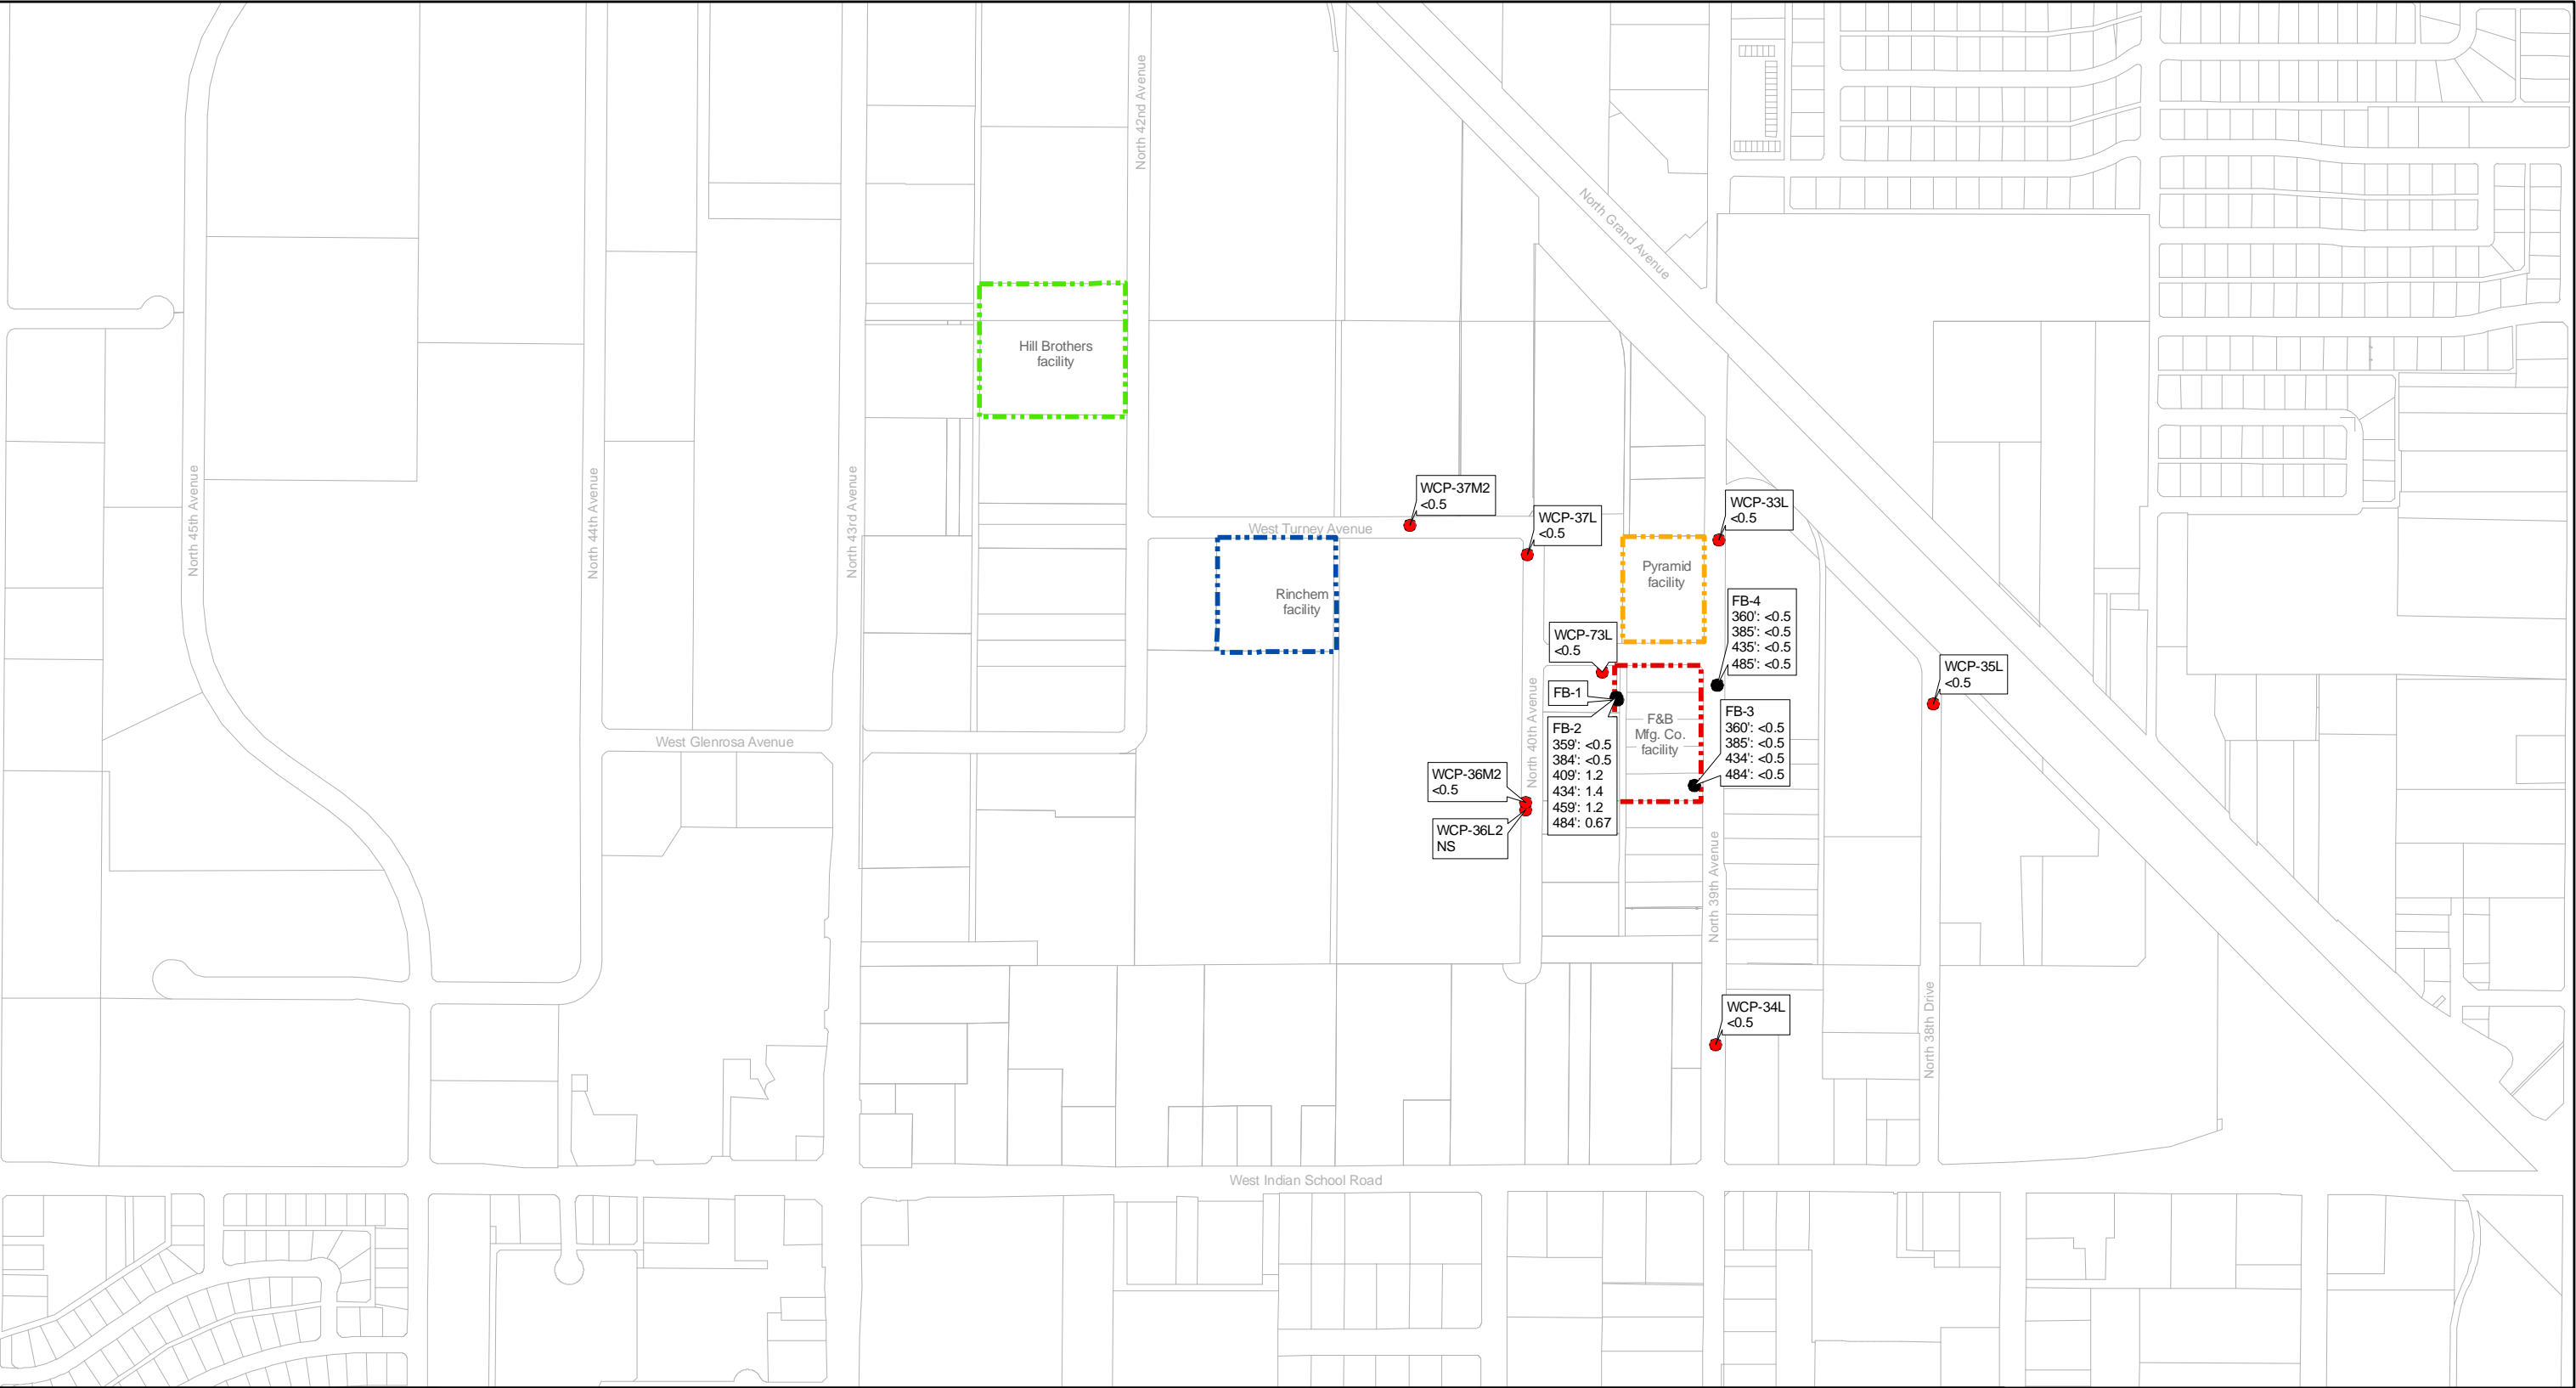 North 42nd Avenue
North Grand Avenue
Hill Brothers
facility
North 45th Avenue
North 44th Avenue
North 43rd Avenue
WCP-37M2
<0.5
WCP-37L
<0.5
WCP-33L
<0.5
West Turney Avenue
Rinchem
facility
Pyramid
facility
FB-4
360': <0.5
385': <0.5
435': <0.5
485': <0.5
WCP-73L
<0.5
WCP-35L
<0.5
FB-1
FB-2
359': <0.5
384': <0.5
409': 1.2
434': 1.4
459': 1.2
484': 0.67
F&B
Mfg. Co.
facility
FB-3
360': <0.5
385': <0.5
434': <0.5
484': <0.5
North 40th Avenue
West Glenrosa Avenue
WCP-36M2
<0.5
WCP-36L2
NS
North 39th Avenue
WCP-34L
<0.5
North 38th Drive
West Indian School Road